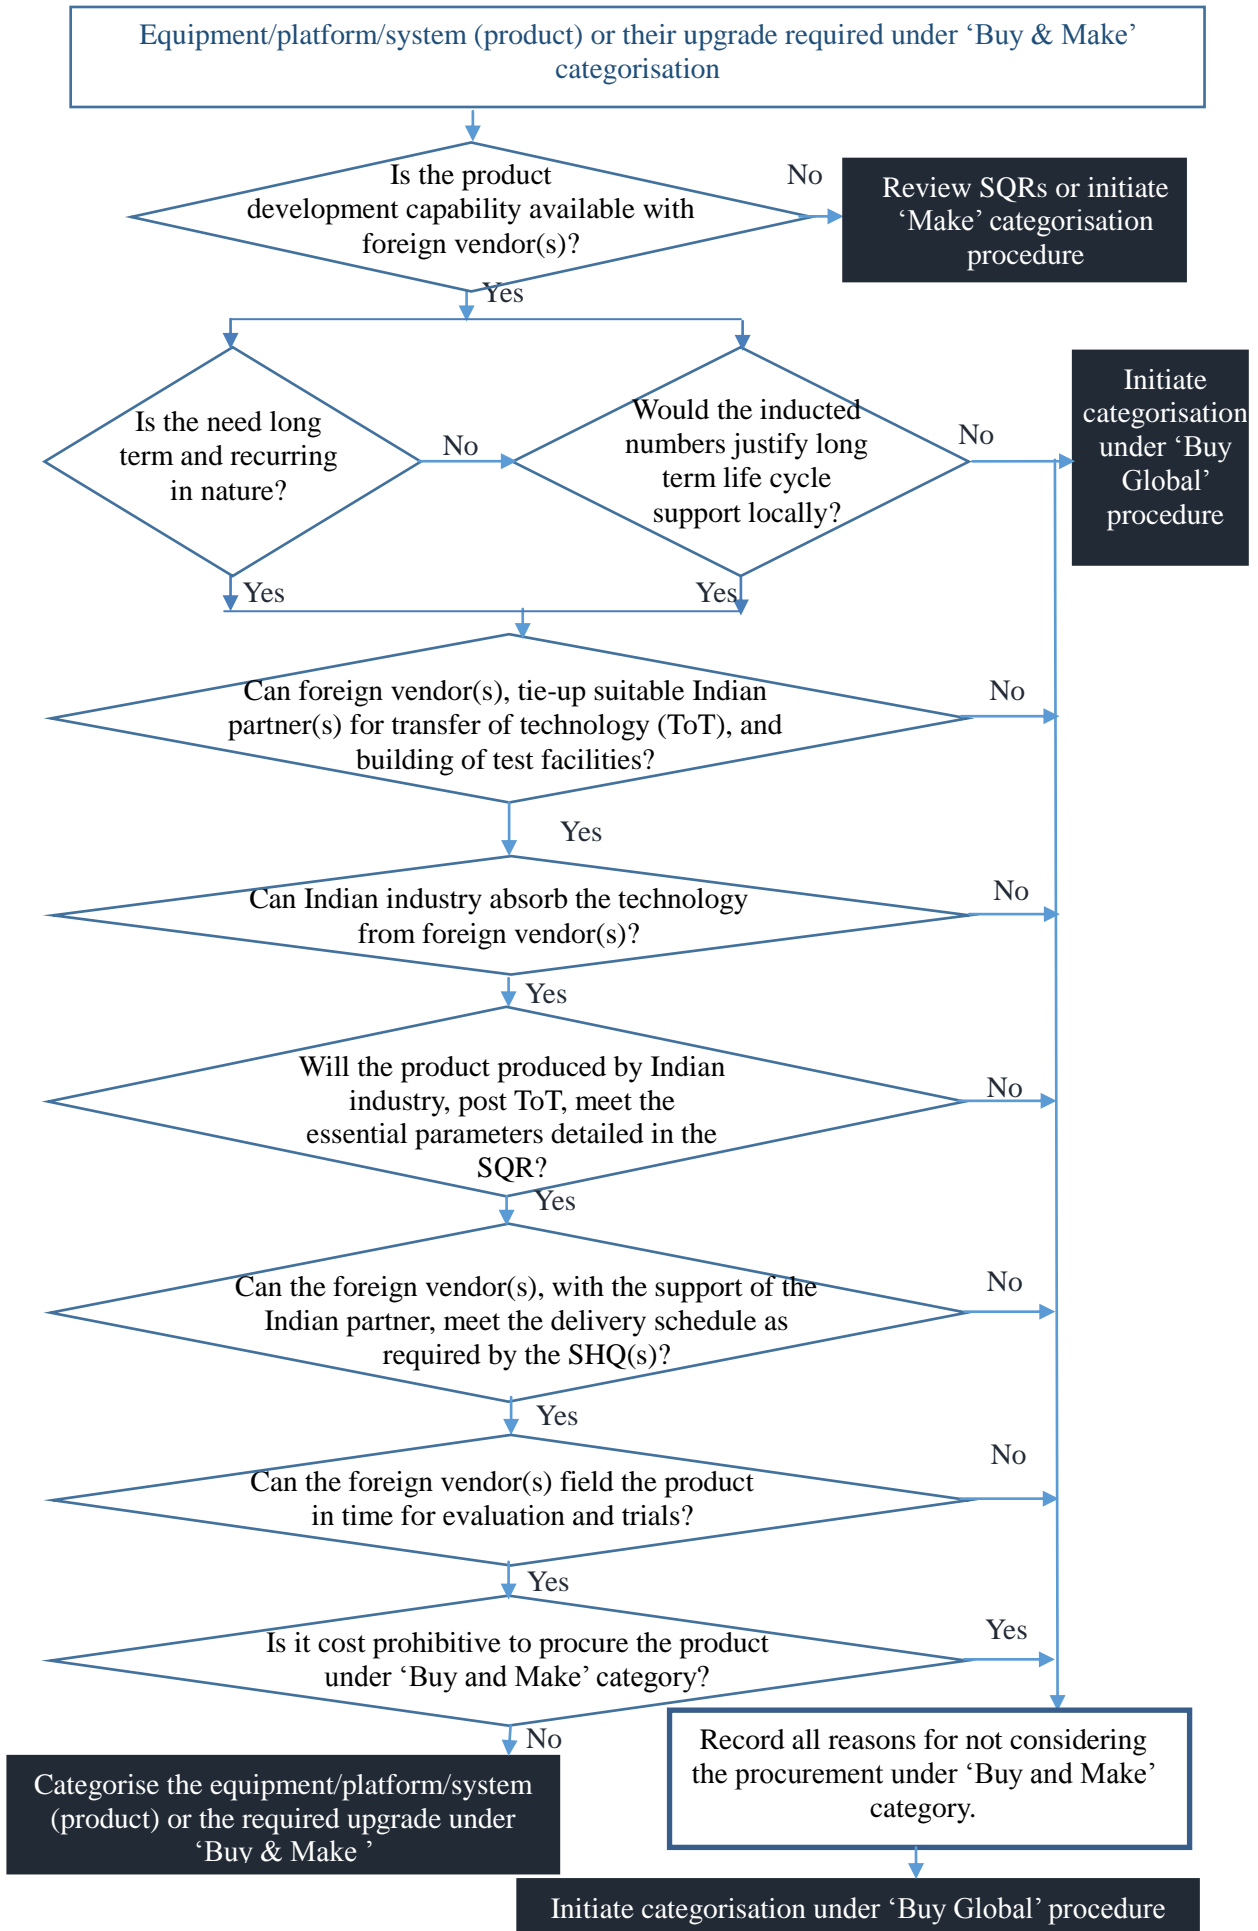 Equipment/platform/system (product) or their upgrade required under ‘Buy & Make’
categorisation
Is the product
development capability available with
foreign vendor(s)?
No
Review SQRs or initiate
‘Make’ categorisation
procedure
Yes
Is the need long
term and recurring
in nature?
No
Would the inducted
numbers justify long
term life cycle
support locally?
No
Initiate
categorisation
under ‘Buy
Global’
procedure
Yes
Yes
Can foreign vendor(s), tie-up suitable Indian
partner(s) for transfer of technology (ToT), and
building of test facilities?
No
Yes
Can Indian industry absorb the technology
from foreign vendor(s)?
No
Yes
Will the product produced by Indian
industry, post ToT, meet the
essential parameters detailed in the
SQR?
No
Yes
Can the foreign vendor(s), with the support of the
Indian partner, meet the delivery schedule as
required by the SHQ(s)?
No
Yes
Can the foreign vendor(s) field the product
in time for evaluation and trials?
No
Yes
Is it cost prohibitive to procure the product
under ‘Buy and Make’ category?
Yes
No
Categorise the equipment/platform/system
(product) or the required upgrade under
‘Buy & Make ’
Record all reasons for not considering
the procurement under ‘Buy and Make’
category.
Initiate categorisation under ‘Buy Global’ procedure